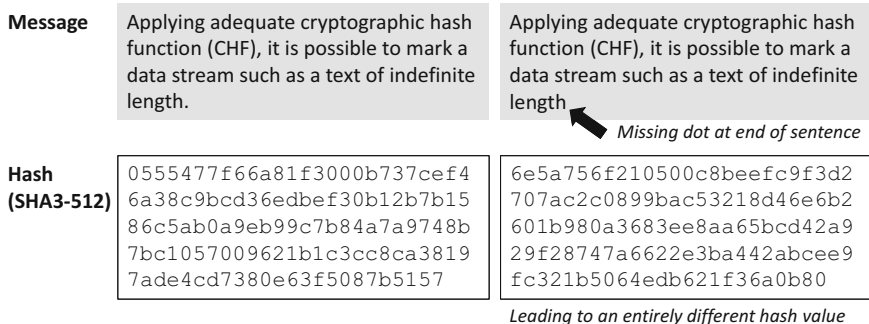 Message
Applying adequate cryptographic hash
function (CHF), it is possible to mark a
data stream such as a text of indefinite
length.
Applying adequate cryptographic hash
function (CHF), it is possible to mark a
data stream such as a text of indefinite
length
Missing dot at end of sentence
Hash
(SHA3-512)
0555477f66a81f3000b737cef4
6a38c9bcd36edbef30b12b7b15
86c5ab0a9eb99c7b84a7a9748b
7bc1057009621b1c3cc8ca3819
7ade4cd7380e63f5087b5157
6e5a756f210500c8beefc9f3d2
707ac2c0899bac53218d46e6b2
601b980a3683ee8aa65bcd42a9
29f28747a6622e3ba442abcee9
fc321b5064edb621f36a0b80
Leading to an entirely different hash value